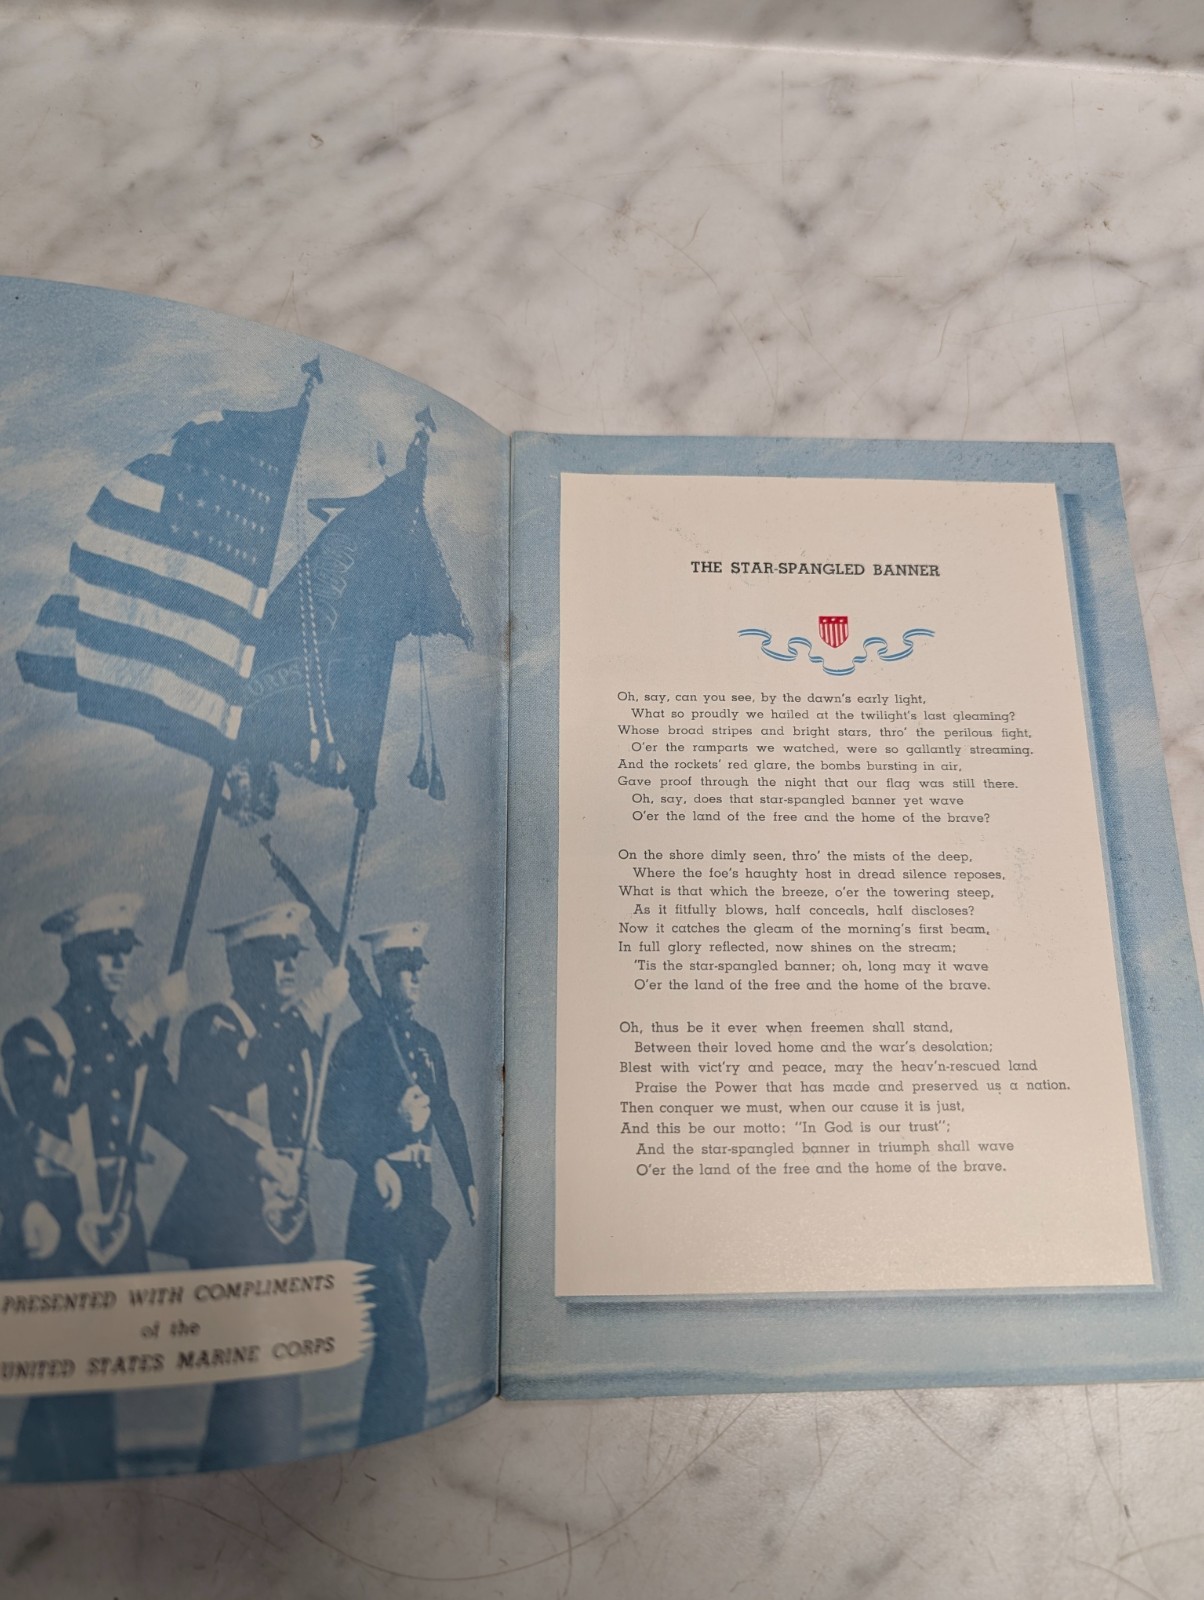 CORPS
PRESENTED WITH COMPLIMENTS
of the
UNITED STATES MARINE CORPS
THE STAR-SPANGLED BANNER
Oh, say, can you see, by the dawn's early light,
What so proudly we hailed at the twilight's last gleaming?
Whose broad stripes and bright stars, thro' the perilous fight,
O'er the ramparts we watched, were so gallantly streaming.
And the rockets' red glare, the bombs bursting in air,
Gave proof through the night that our flag was still there.
Oh, say, does that star-spangled banner yet wave
O'er the land of the free and the home of the brave?
On the shore dimly seen, thro' the mists of the deep,
Where the foe's haughty host in dread silence reposes,
What is that which the breeze, o'er the towering steep,
As it fitfully blows, half conceals, half discloses?
Now it catches the gleam of the morning's first beam,
In full glory reflected, now shines on the stream;
'Tis the star-spangled banner; oh, long may it wave
O'er the land of the free and the home of the brave.
Oh, thus be it ever when freemen shall stand,
Between their loved home and the war's desolation;
Blest with vict'ry and peace, may the heav'n-rescued land
Praise the Power that has made and preserved us a nation.
Then conquer we must, when our cause it is just,
And this be our motto: "In God is our trust";
And the star-spangled banner in triumph shall wave
O'er the land of the free and the home of the brave.